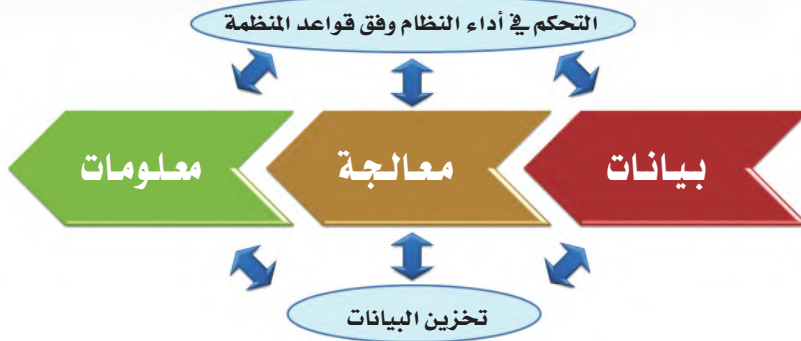 التحكم في أداء النظام وفق قواعد المنظمة
بيانات
معالجة
معلومات
تخزين البيانات